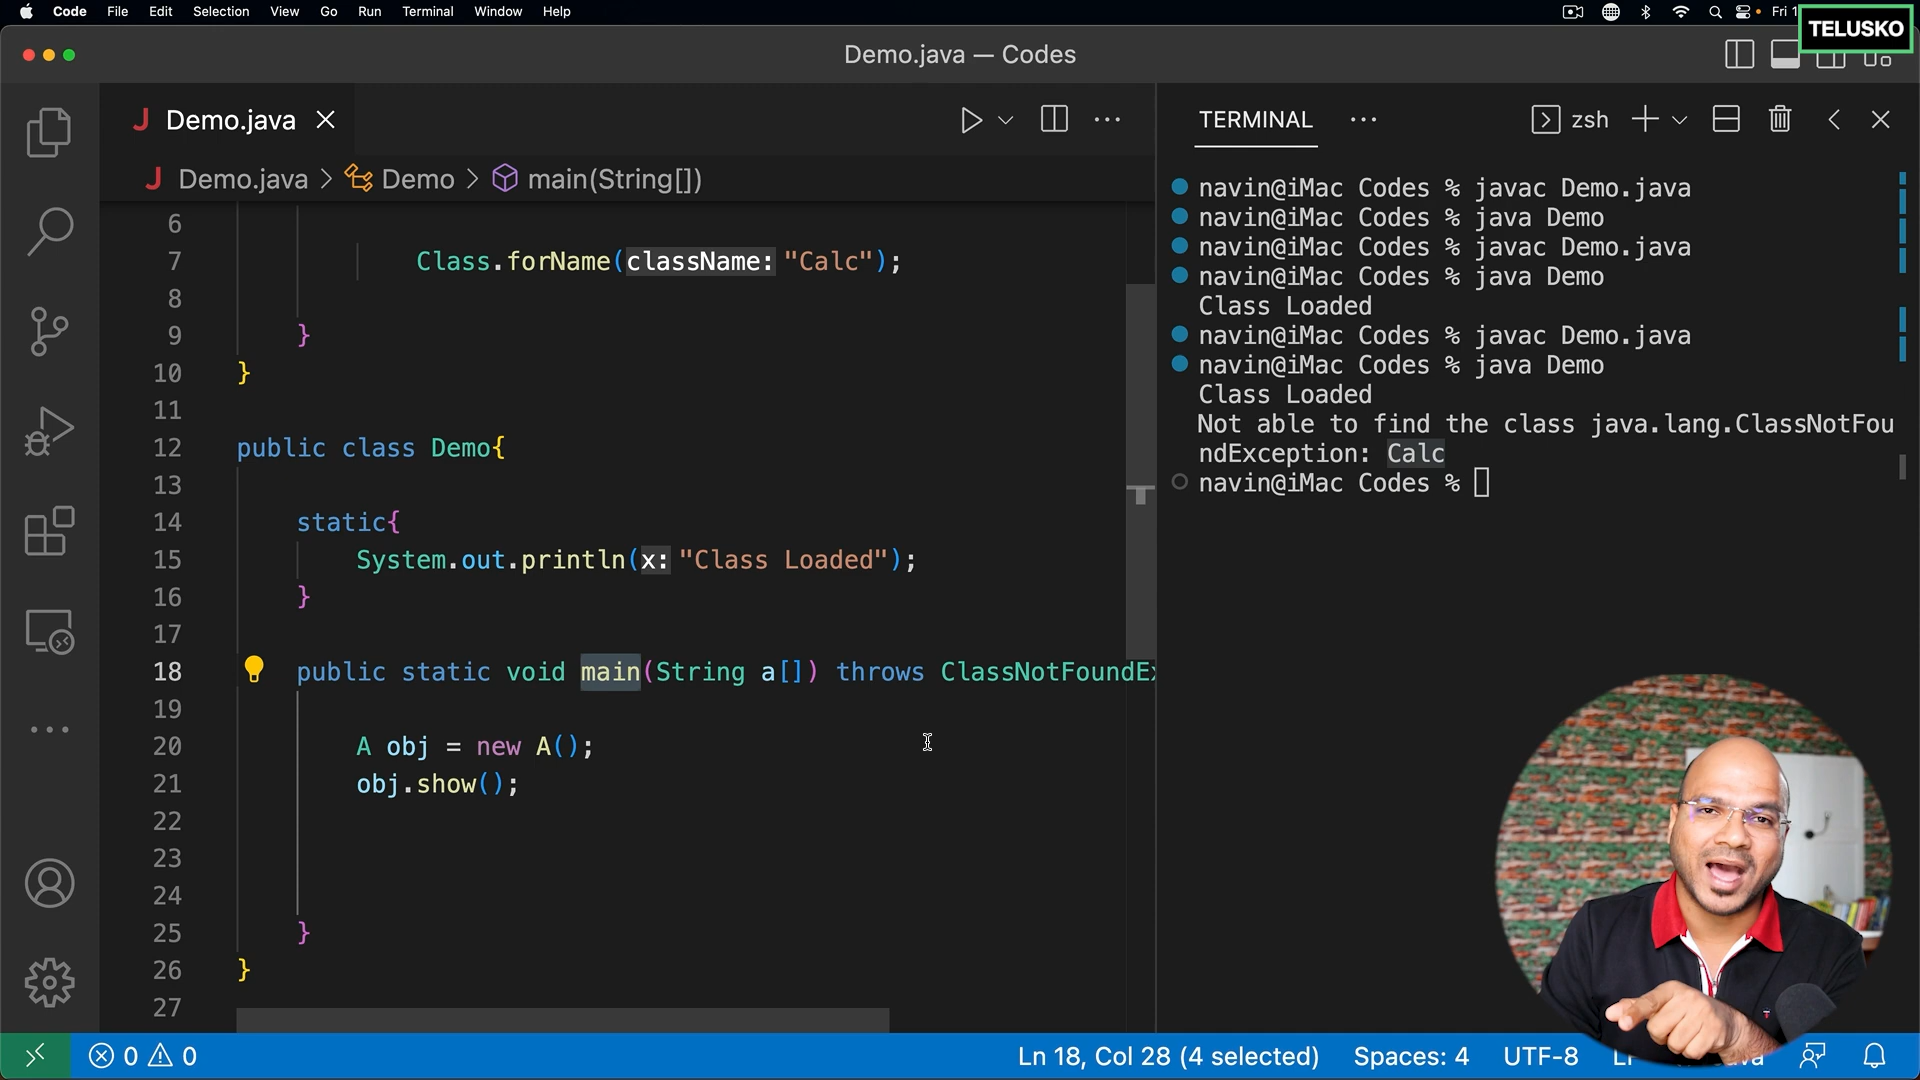 Code File Edit Selection View Go Run Terminal Window Help
Fri 1
TELUSKO
Demo.java — Codes
Demo.java
Demo.java > Demo > main(String[])
6
7 Class.forName(className: "Calc");
8
9 }
10 }
11
12 public class Demo{
13
14 static{
15 System.out.println(x: "Class Loaded");
16 }
17
18 public static void main(String a[]) throws ClassNotFoundEx
19
20 A obj = new A();
21 obj.show();
22
23
24
25 }
26 }
27
TERMINAL
zsh
navin@iMac Codes % javac Demo.java
navin@iMac Codes % java Demo
navin@iMac Codes % javac Demo.java
navin@iMac Codes % java Demo
Class Loaded
navin@iMac Codes % javac Demo.java
navin@iMac Codes % java Demo
Class Loaded
Not able to find the class java.lang.ClassNotFou
ndException: Calc
navin@iMac Codes %
0 0
Ln 18, Col 28 (4 selected) Spaces: 4 UTF-8